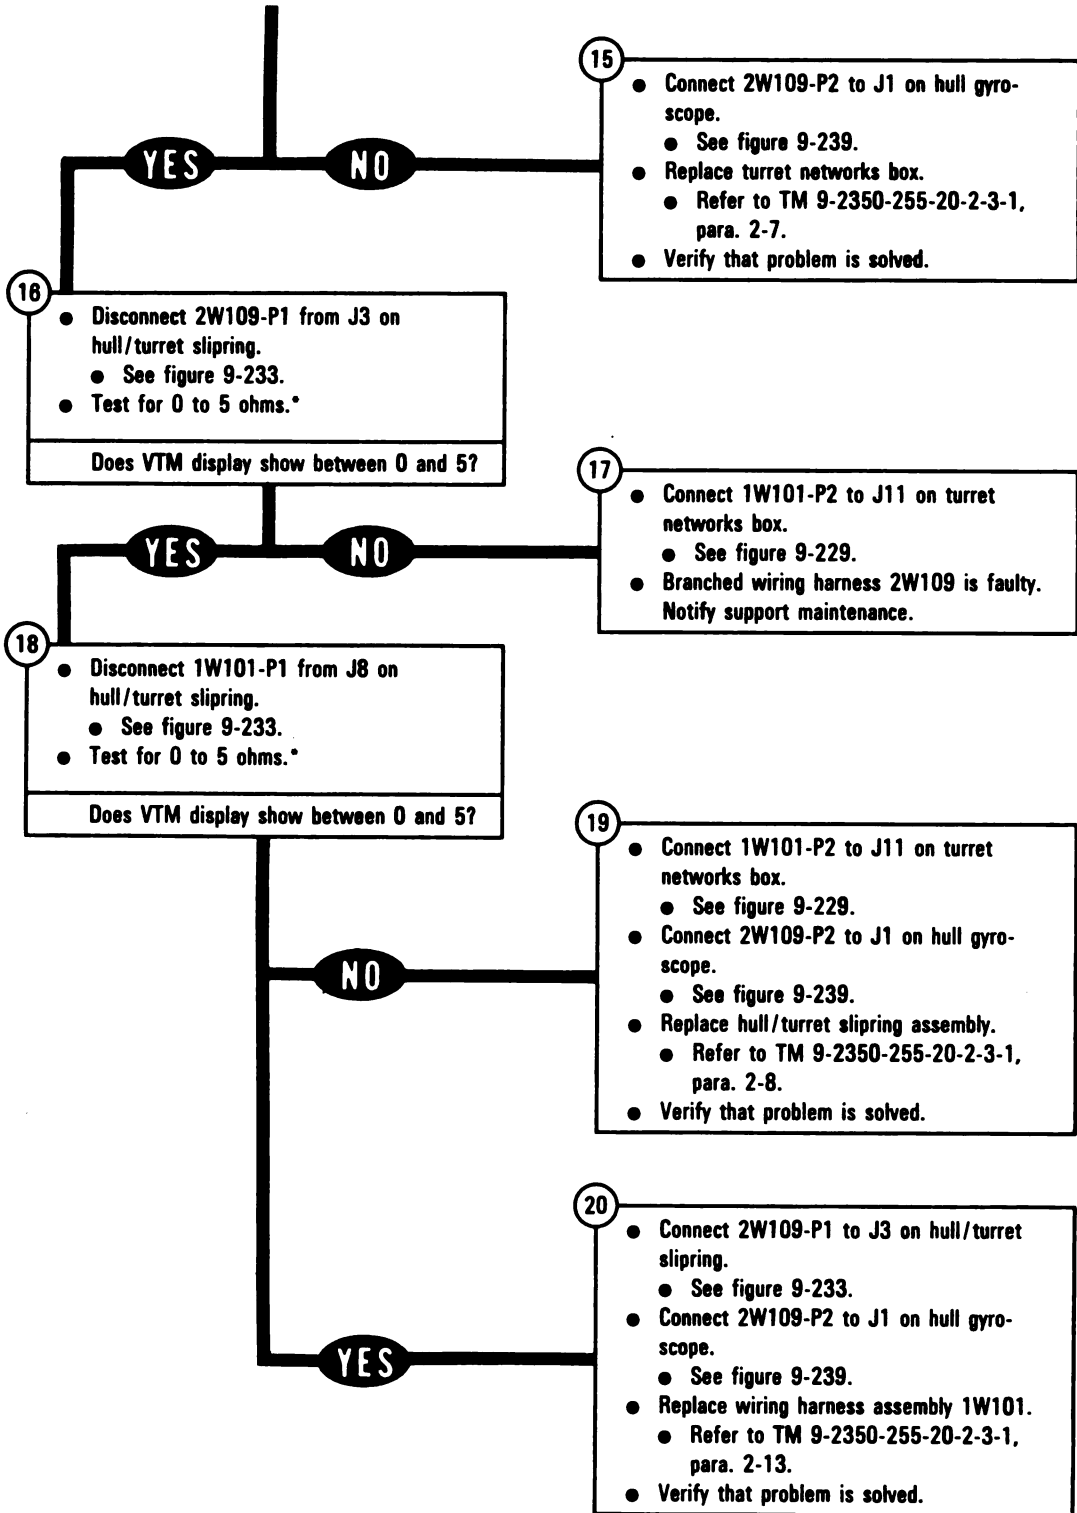 15
● Connect 2W109-P2 to J1 on hull gyro-
scope.
● See figure 9-239.
● Replace turret networks box.
● Refer to TM 9-2350-255-20-2-3-1,
para. 2-7.
● Verify that problem is solved.
YES
NO
16
● Disconnect 2W109-P1 from J3 on
hull/turret slipring.
● See figure 9-233.
● Test for 0 to 5 ohms.*
Does VTM display show between 0 and 5?
17
● Connect 1W101-P2 to J11 on turret
networks box.
● See figure 9-229.
● Branched wiring harness 2W109 is faulty.
Notify support maintenance.
YES
NO
18
● Disconnect 1W101-P1 from J8 on
hull/turret slipring.
● See figure 9-233.
● Test for 0 to 5 ohms.*
Does VTM display show between 0 and 5?
19
● Connect 1W101-P2 to J11 on turret
networks box.
● See figure 9-229.
● Connect 2W109-P2 to J1 on hull gyro-
scope.
● See figure 9-239.
● Replace hull/turret slipring assembly.
● Refer to TM 9-2350-255-20-2-3-1,
para. 2-8.
● Verify that problem is solved.
NO
20
● Connect 2W109-P1 to J3 on hull/turret
slipring.
● See figure 9-233.
● Connect 2W109-P2 to J1 on hull gyro-
scope.
● See figure 9-239.
● Replace wiring harness assembly 1W101.
● Refer to TM 9-2350-255-20-2-3-1,
para. 2-13.
● Verify that problem is solved.
YES